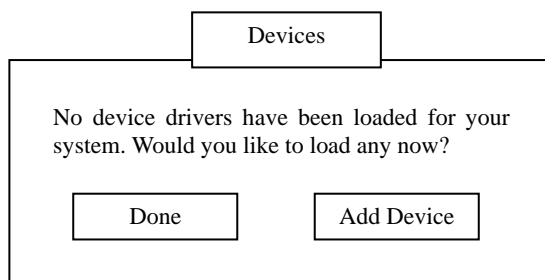 Devices
No device drivers have been loaded for your
system. Would you like to load any now?
Done
Add Device